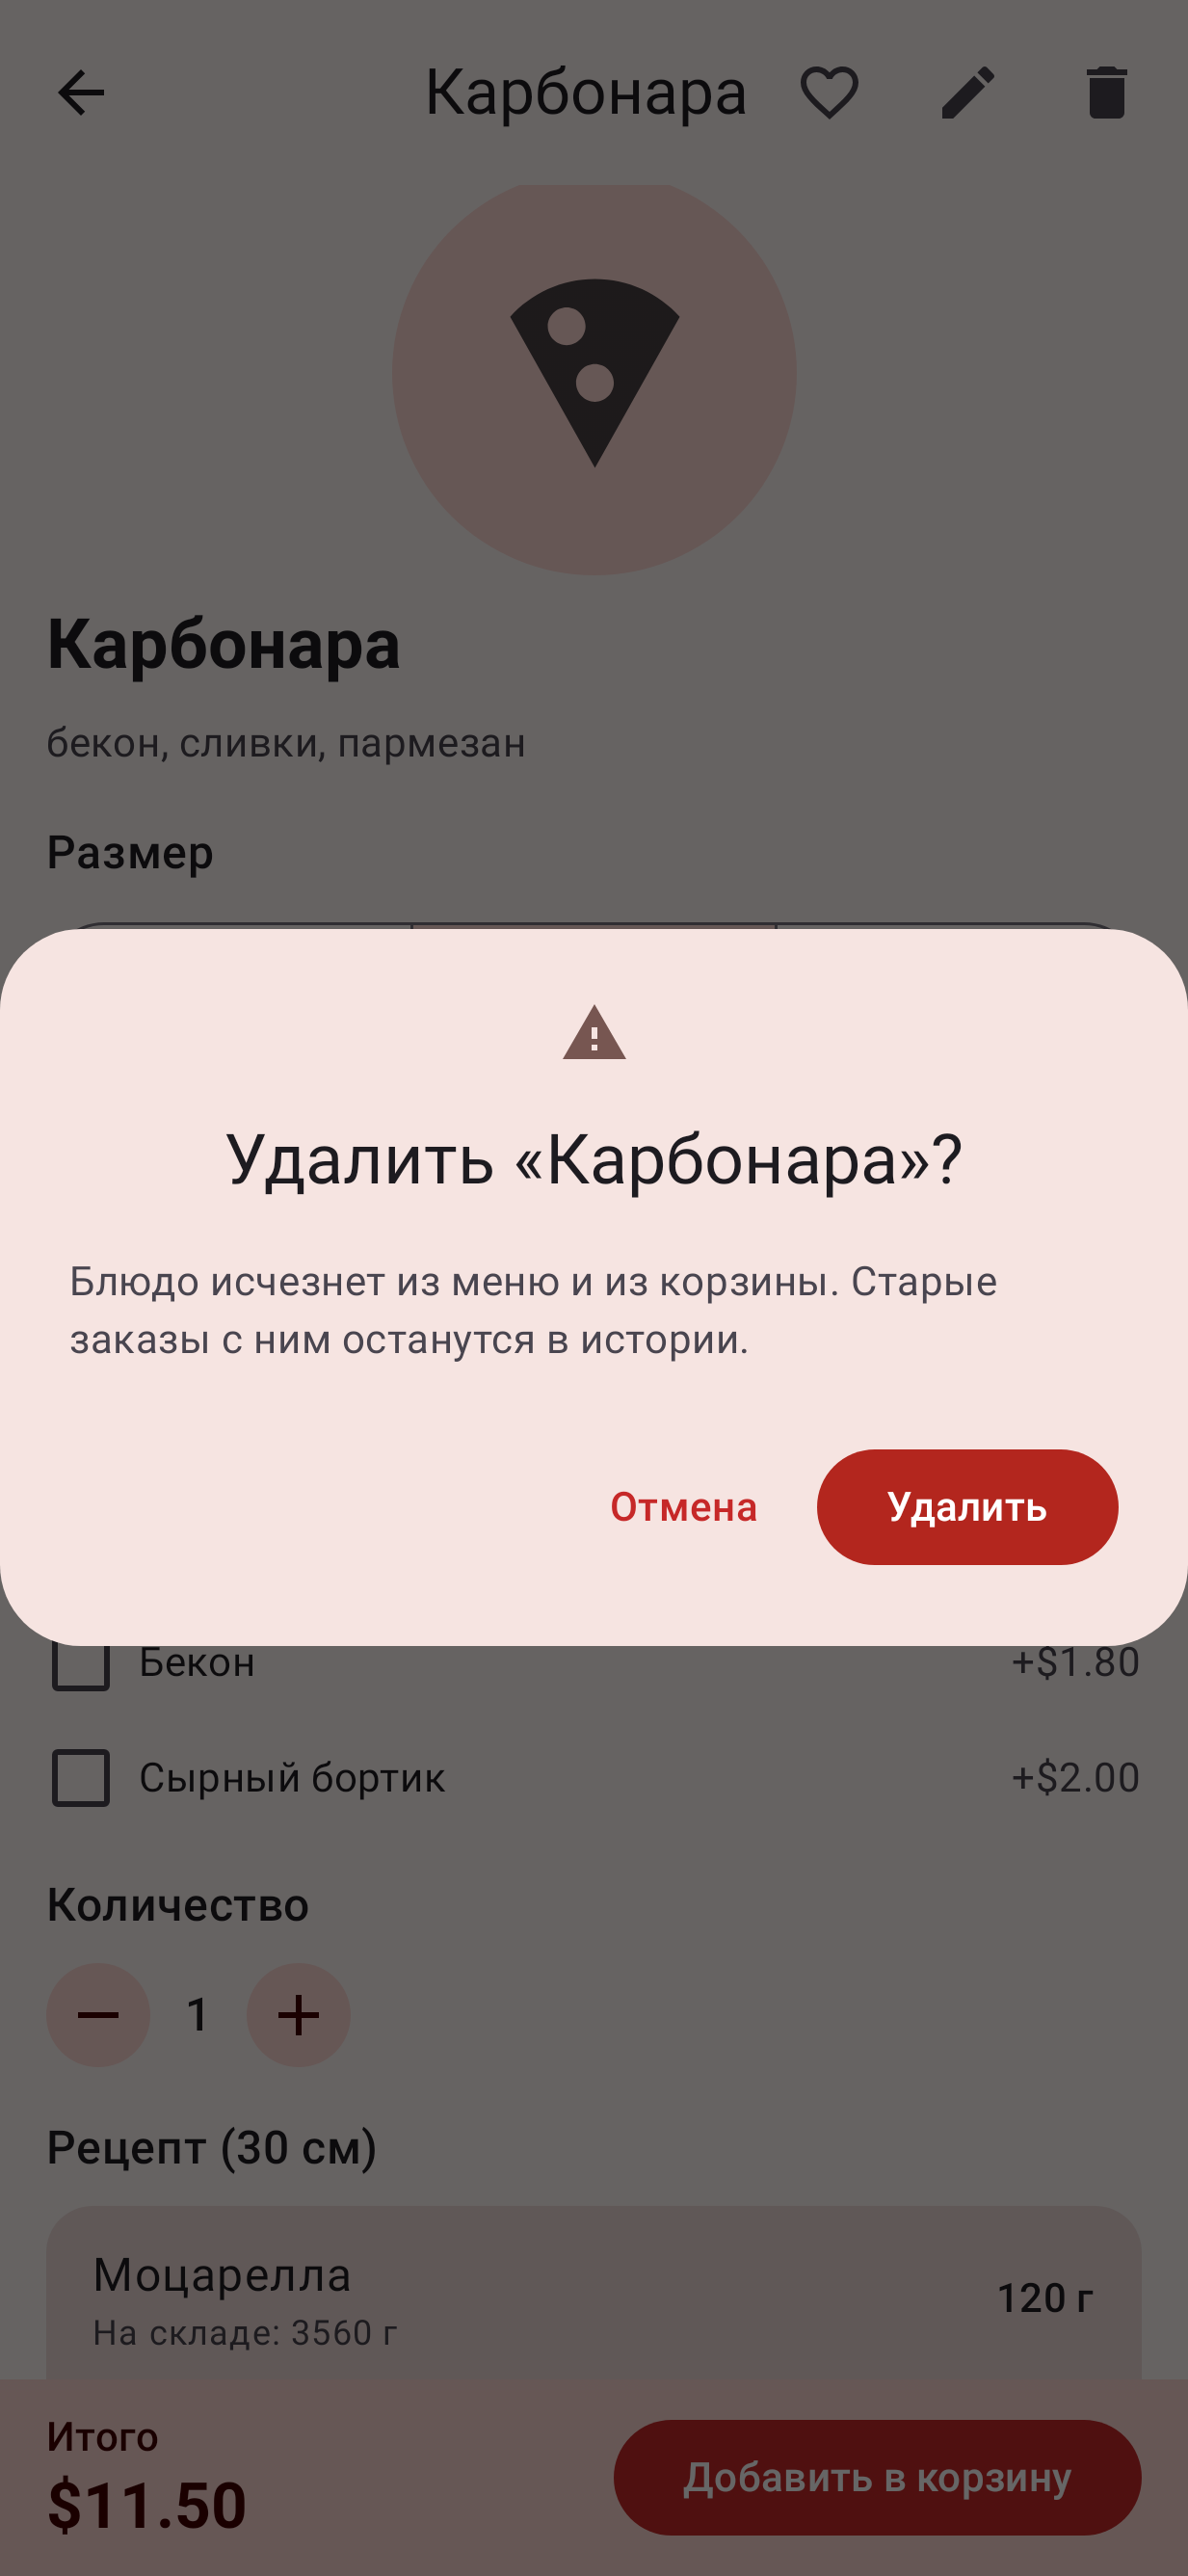 Карбонара
Карбонара
бекон, сливки, пармезан
Размер
Удалить «Карбонара»?
Блюдо исчезнет из меню и из корзины. Старые
заказы с ним останутся в истории.
Отмена
Удалить
Бекон +$1.80
Сырный бортик +$2.00
Количество
1
Рецепт (30 см)
Моцарелла
120 г
На складе: 3560 г
Итого
$11.50
Добавить в корзину